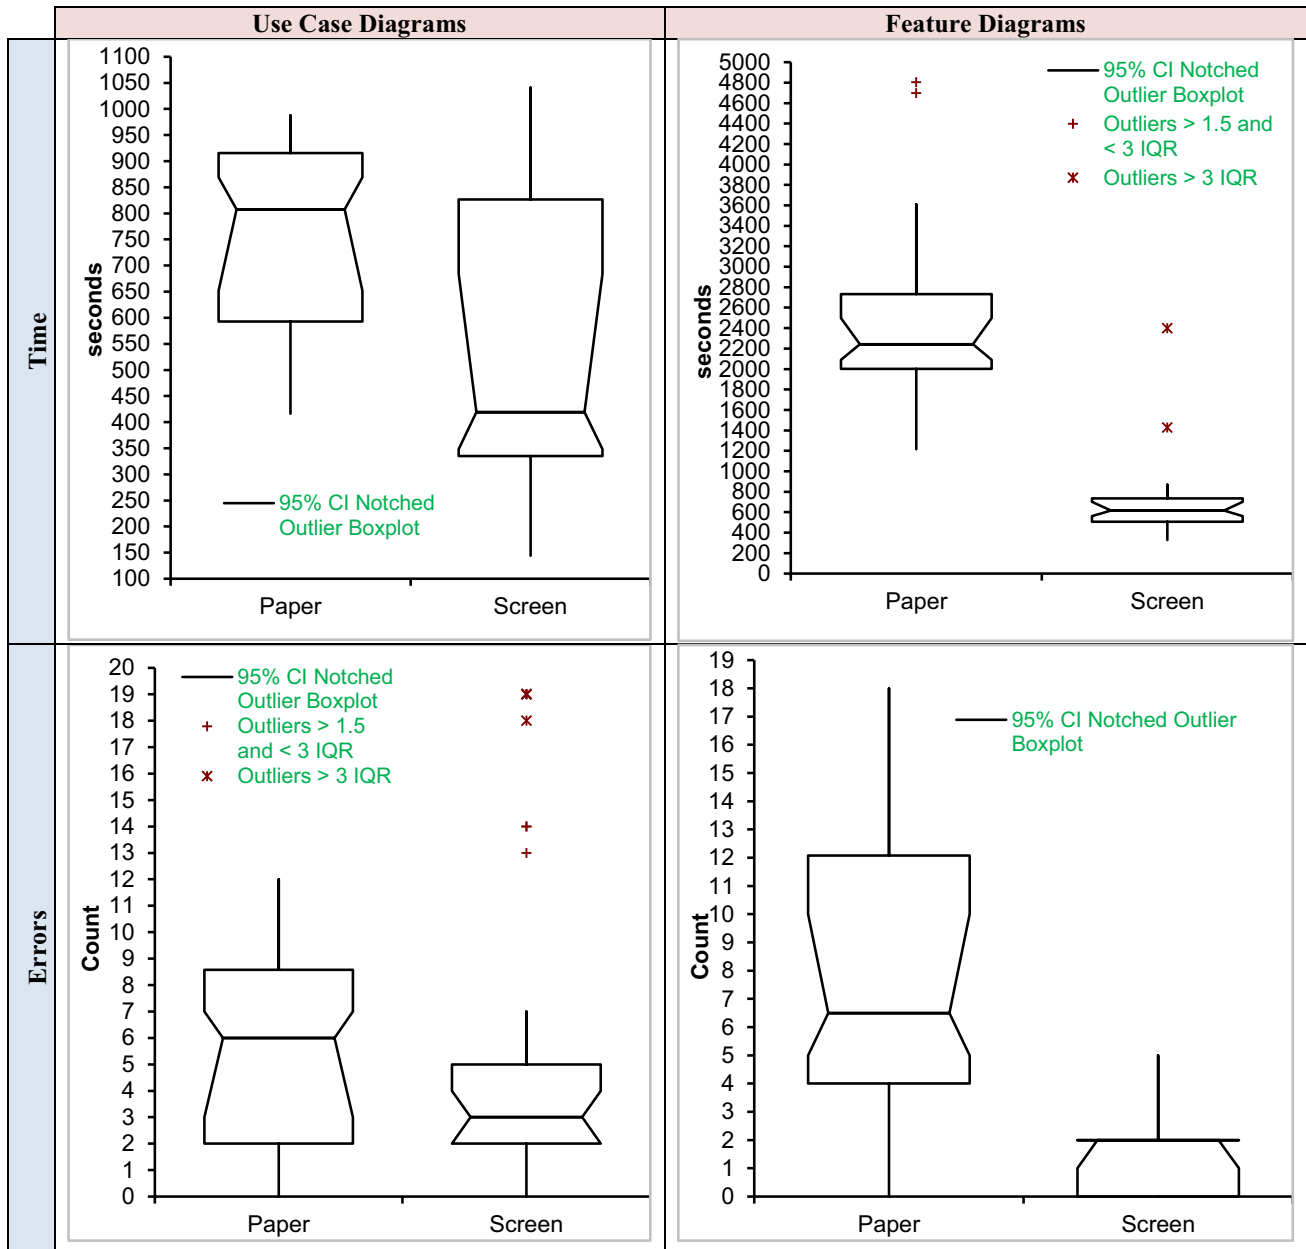 Use Case Diagrams
Feature Diagrams
Time
1100
1050
1000
950
900
850
800
750
700
650
600
550
500
450
400
350
300
250
200
150
100
seconds
95% CI Notched
Outlier Boxplot
Paper
Screen
5000
4800
4600
4400
4200
4000
3800
3600
3400
3200
3000
2800
2600
2400
2200
2000
1800
1600
1400
1200
1000
800
600
400
200
0
seconds
95% CI Notched
Outlier Boxplot
Outliers > 1.5 and
< 3 IQR
Outliers > 3 IQR
Paper
Screen
Errors
20
19
18
17
16
15
14
13
12
11
10
9
8
7
6
5
4
3
2
1
0
Count
95% CI Notched
Outlier Boxplot
Outliers > 1.5
and < 3 IQR
Outliers > 3 IQR
Paper
Screen
19
18
17
16
15
14
13
12
11
10
9
8
7
6
5
4
3
2
1
0
Count
95% CI Notched Outlier
Boxplot
Paper
Screen